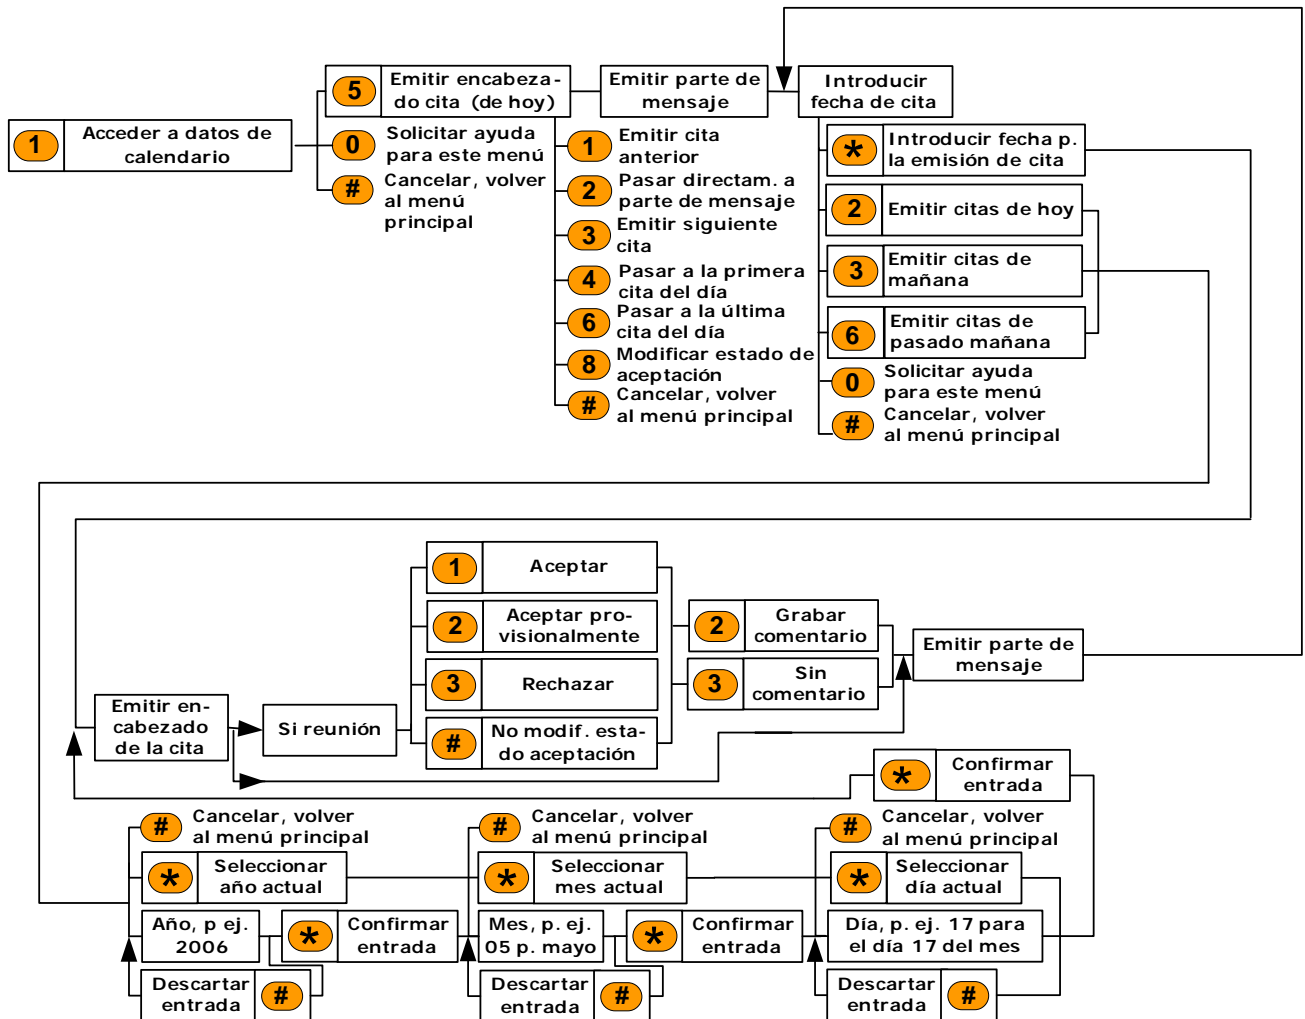 1
Acceder a datos de
calendario
5
Emitir encabeza-
do cita (de hoy)
0
Solicitar ayuda
para este menú
#
Cancelar, volver
al menú
principal
Emitir parte de
mensaje
1
Emitir cita
anterior
2
Pasar directam. a
parte de mensaje
3
Emitir siguiente
cita
4
Pasar a la primera
cita del día
6
Pasar a la última
cita del día
8
Modificar estado de
aceptación
#
Cancelar, volver
al menú principal
Introducir
fecha de cita
*
Introducir fecha p.
la emisión de cita
2
Emitir citas de hoy
3
Emitir citas de
mañana
6
Emitir citas de
pasado mañana
0
Solicitar ayuda
para este menú
#
Cancelar, volver
al menú principal
Emitir en-
cabezado
de la cita
Si reunión
1
Aceptar
2
Aceptar pro-
visionalmente
3
Rechazar
#
No modif. esta-
do aceptación
2
Grabar
comentario
3
Sin
comentario
Emitir parte de
mensaje
*
Confirmar
entrada
#
Cancelar, volver
al menú principal
*
Seleccionar
año actual
Año, p ej.
2006
*
Confirmar
entrada
Descartar
entrada
#
#
Cancelar, volver
al menú principal
*
Seleccionar
mes actual
Mes, p. ej.
05 p. mayo
*
Confirmar
entrada
Descartar
entrada
#
#
Cancelar, volver
al menú principal
*
Seleccionar
día actual
Día, p. ej. 17 para
el día 17 del mes
Descartar
entrada
#